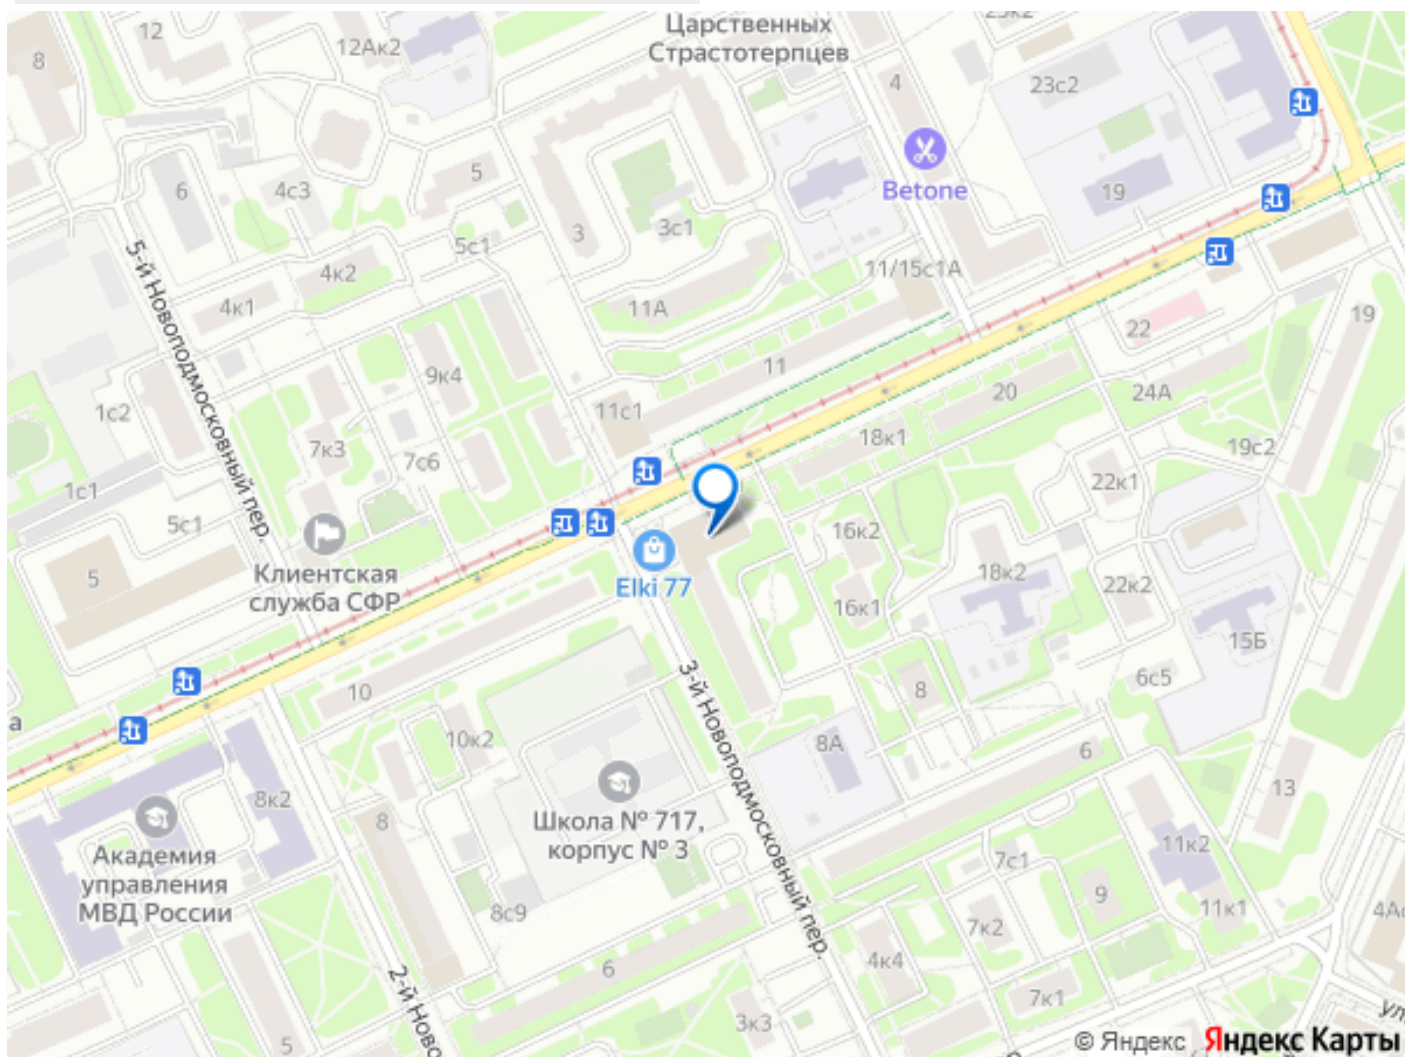 Царственных
Страстотерпцев
12
12Ак2
8
4
23с2
Betone
5
6
4с3
19
3с1
3
5с1
4к2
11/15с1А
4к1
11А
22
19
5-й Новоподмосковный пер.
9к4
11
20
24А
1с2
11с1
18к1
7к3
7с6
19с2
1с1
22к1
5с1
16к2
Клиентская
служба СФР
5
Elki 77
18к2
22к2
16к1
15Б
6с5
8
10
3-й Новоподмосковный пер.
а
10к2
8А
6
13
8к2
8
Школа № 717,
корпус № 3
Академия
управления
МВД России
11к2
7с1
9
8с9
11к1
7к2
4к4
6
2-й Ново
7к1
3к3
5
© Яндекс Яндекс Карты